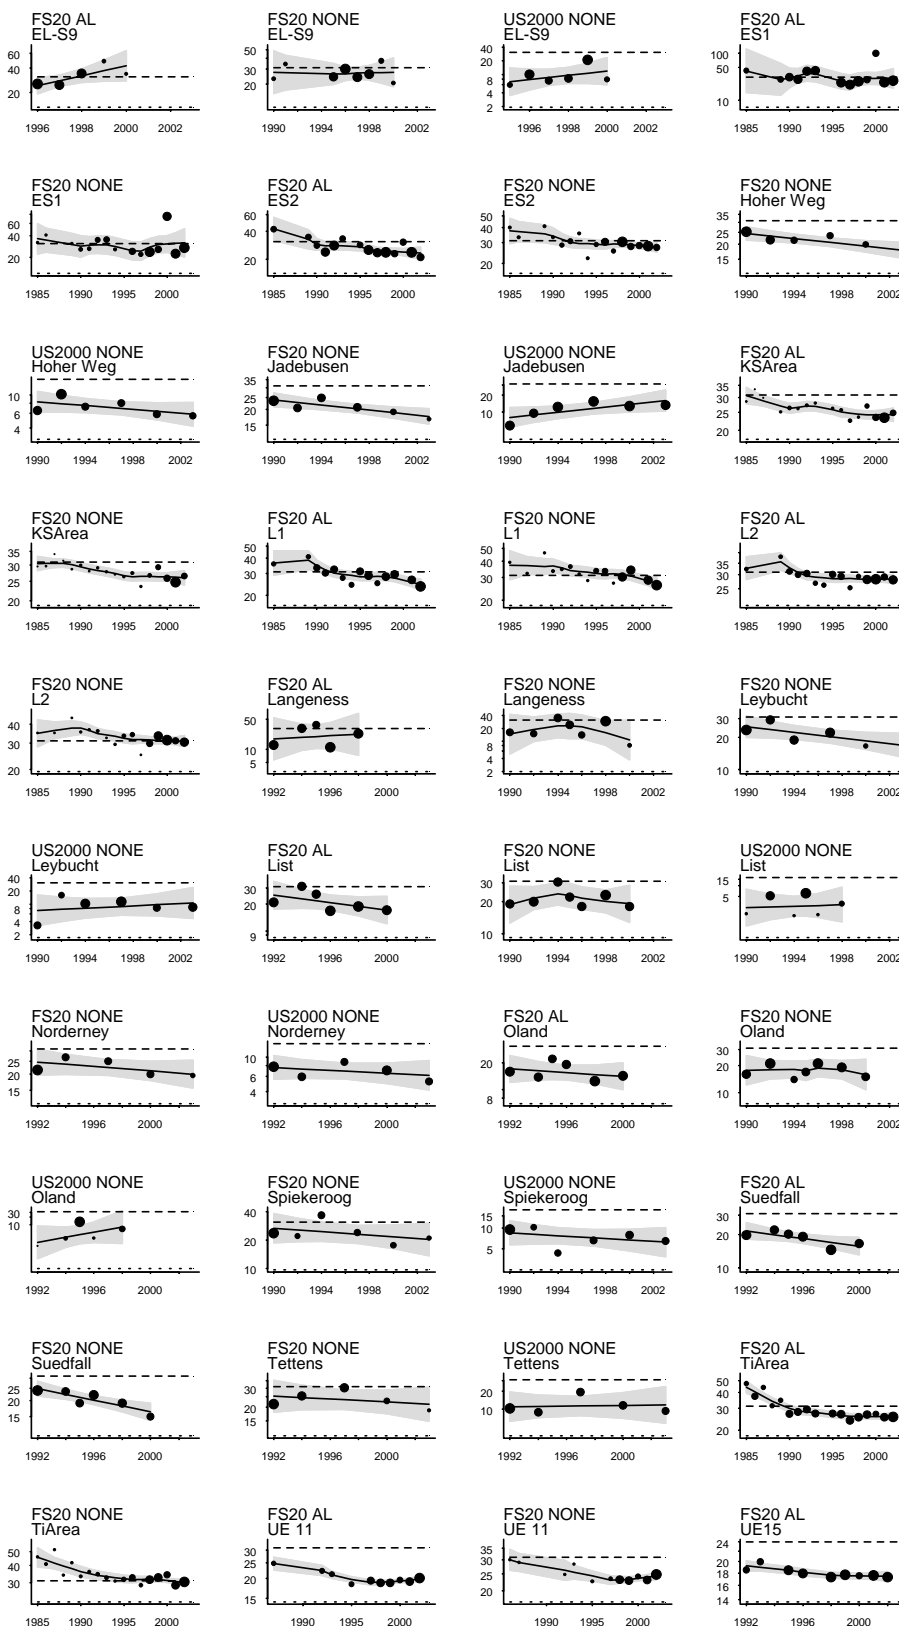 FS20 AL
EL-S9
60
40
20
1996 1998 2000 2002
FS20 NONE
EL-S9
50
30
20
1990 1995 2000
US2000 NONE
EL-S9
40
20
8
6
4
2
1996 1998 2000 2002
FS20 AL
ES1
100
50
10
1985 1990 1995 2000
FS20 NONE
ES1
60
40
20
1985 1990 1995 2000
FS20 AL
ES2
60
40
20
1985 1990 1995 2000
FS20 NONE
ES2
50
40
30
20
1985 1990 1995 2000
FS20 NONE
Hoher Weg
35
25
20
15
1990 1994 1998 2002
US2000 NONE
Hoher Weg
10
6
4
1990 1994 1998 2002
FS20 NONE
Jadebusen
35
25
20
15
1990 1994 1998 2002
US2000 NONE
Jadebusen
20
10
1990 1994 1998 2002
FS20 AL
KSArea
35
30
25
20
1985 1990 1995 2000
FS20 NONE
KSArea
35
30
25
20
1985 1990 1995 2000
FS20 AL
L1
50
40
30
20
1985 1990 1995 2000
FS20 NONE
L1
50
40
30
20
1985 1990 1995 2000
FS20 AL
L2
35
30
25
1985 1990 1995 2000
FS20 NONE
L2
40
30
20
1985 1990 1995 2000
FS20 AL
Langeness
50
10
5
1992 1996 2000
FS20 NONE
Langeness
40
20
8
4
2
1990 1994 1998 2002
FS20 NONE
Leybucht
30
20
10
1990 1994 1998 2002
US2000 NONE
Leybucht
40
20
8
4
2
1990 1994 1998 2002
FS20 AL
List
30
20
9
1992 1996 2000
FS20 NONE
List
30
20
10
1990 1994 1998 2002
US2000 NONE
List
15
5
1990 1994 1998 2002
FS20 NONE
Norderney
25
20
15
1992 1996 2000
US2000 NONE
Norderney
10
6
4
1992 1996 2000
FS20 AL
Oland
20
8
1992 1996 2000
FS20 NONE
Oland
30
20
10
1990 1994 1998 2002
US2000 NONE
Oland
30
10
1992 1996 2000
FS20 NONE
Spiekeroog
40
20
10
1990 1994 1998 2002
US2000 NONE
Spiekeroog
15
10
5
1990 1994 1998 2002
FS20 AL
Suedfall
30
20
10
1992 1996 2000
FS20 NONE
Suedfall
25
20
15
1992 1996 2000
FS20 NONE
Tettens
30
20
15
1992 1996 2000
US2000 NONE
Tettens
20
10
1992 1996 2000
FS20 AL
TiArea
50
40
30
20
1985 1990 1995 2000
FS20 NONE
TiArea
50
40
30
1985 1990 1995 2000
FS20 AL
UE 11
30
25
20
15
1990 1995 2000
FS20 NONE
UE 11
35
30
25
20
1990 1995 2000
FS20 AL
UE15
24
20
18
16
14
1992 1996 2000